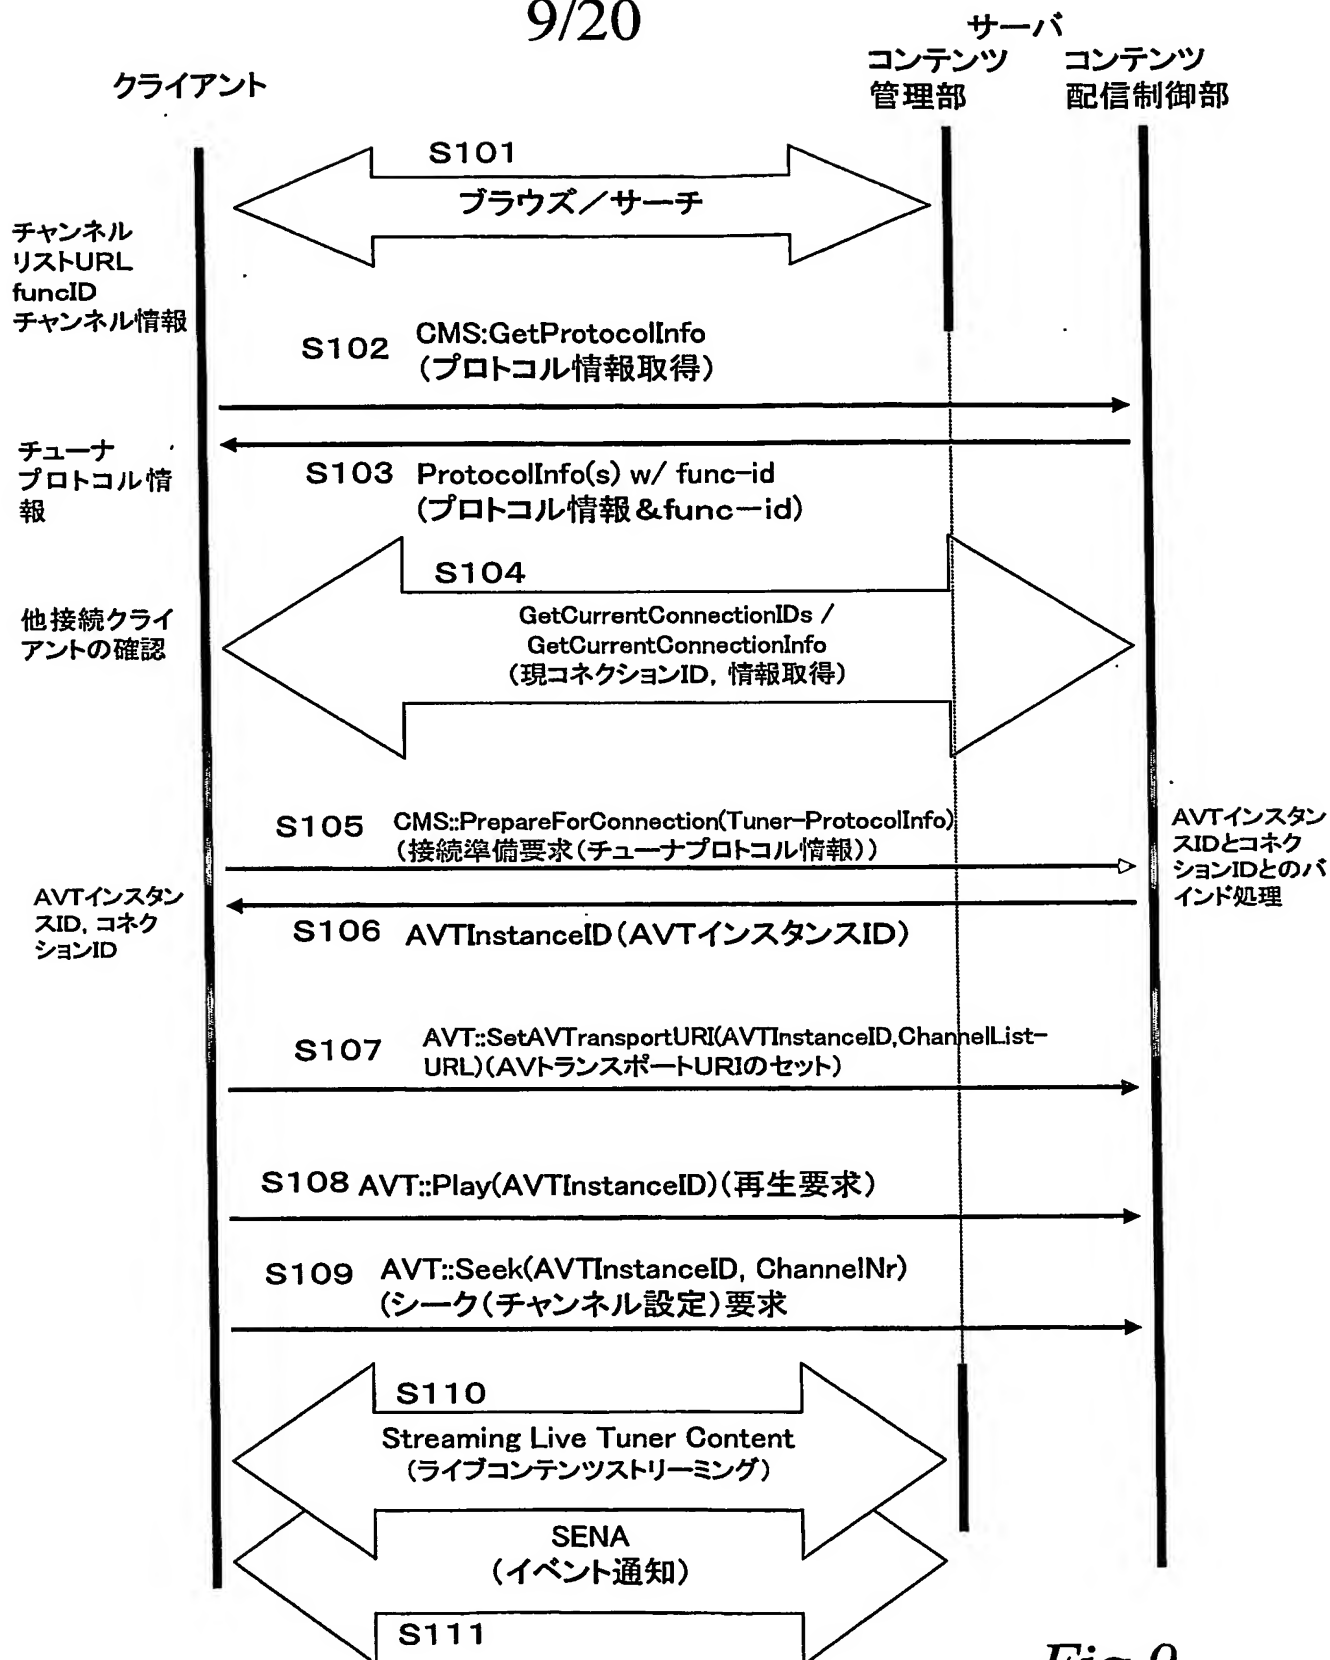 9/20
サーバ
クライアント
コンテンツ
管理部
コンテンツ
配信制御部
S101
ブラウズ／サーチ
チャンネル
リストURL
funcID
チャンネル情報
S102
CMS:GetProtocolInfo
(プロトコル情報取得)
チューナ
プロトコル情
報
S103
ProtocolInfo(s) w/ func-id
(プロトコル情報&func-id)
S104
GetCurrentConnectionIDs /
GetCurrentConnectionInfo
(現コネクションID, 情報取得)
他接続クライ
アントの確認
S105
CMS::PrepareForConnection(Tuner-ProtocolInfo)
(接続準備要求(チューナプロトコル情報))
AVTインスタン
スIDとコネク
ションIDとのバ
インド処理
AVTインスタン
スID, コネク
ションID
S106
AVTInstanceID(AVTインスタンスID)
S107
AVT::SetAVTransportURI(AVTInstanceID,ChannelList-
URL)(AVトランスポートURIのセット)
S108
AVT::Play(AVTInstanceID)(再生要求)
S109
AVT::Seek(AVTInstanceID, ChannelNr)
(シーク(チャンネル設定)要求
S110
Streaming Live Tuner Content
(ライブコンテンツストリーミング)
SENA
(イベント通知)
S111
Fig.9